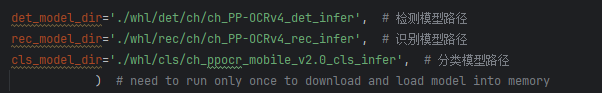 det_model_dir='./whl/det/ch/ch_PP-OCRv4_det_infer',  # 检测模型路径
rec_model_dir='./whl/rec/ch/ch_PP-OCRv4_rec_infer',  # 识别模型路径
cls_model_dir='./whl/cls/ch_ppocr_mobile_v2.0_cls_infer',  # 分类模型路径
)  # need to run only once to download and load model into memory